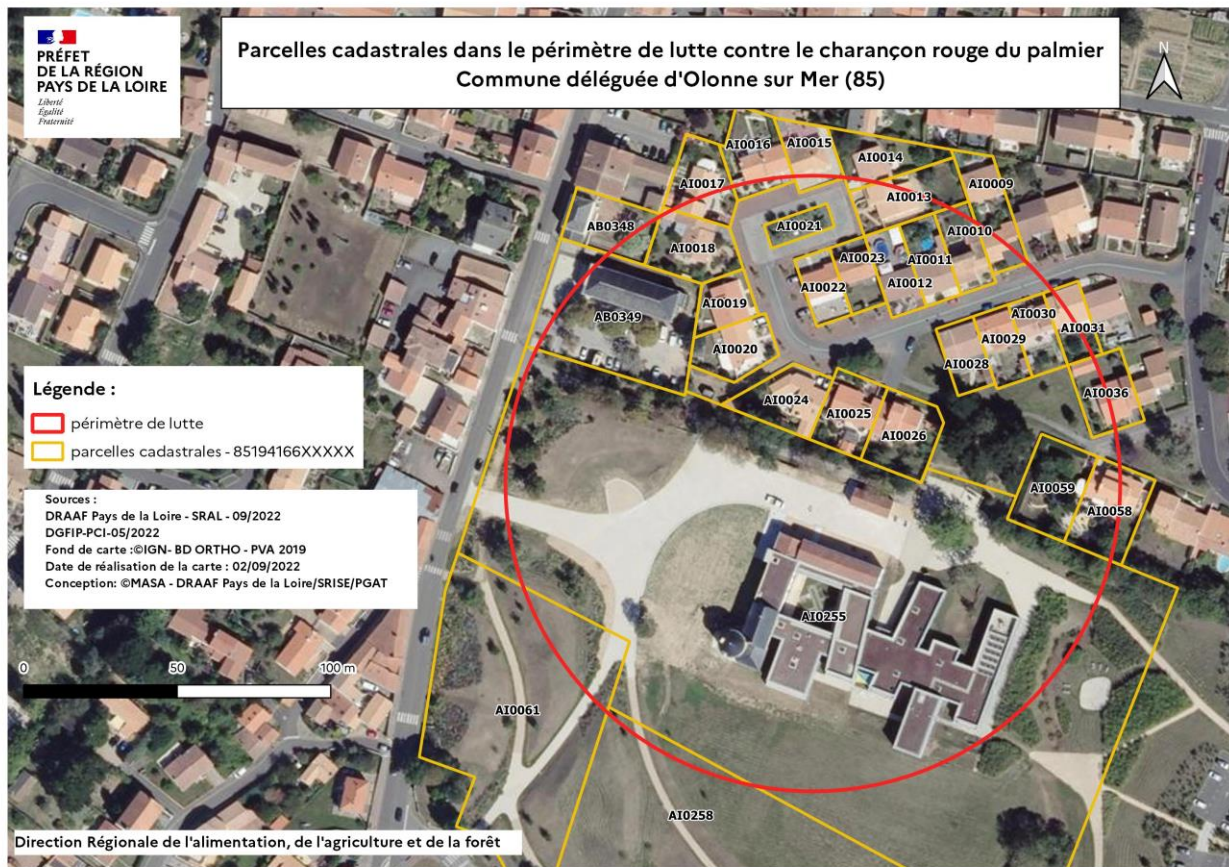 PRÉFET
DE LA RÉGION
PAYS DE LA LOIRE
Liberté
Égalité
Fraternité
Parcelles cadastrales dans le périmètre de lutte contre le charançon rouge du palmier
Commune déléguée d'Olonne sur Mer (85)
N
AI0016
AI0015
AI0014
AI0017
AI0013
AI0009
AB0348
AI0021
AI0018
AI0010
AI0023
AI0011
AI0022
AI0012
AI0019
AB0349
AI0030
AI0031
AI0029
AI0020
AI0028
AI0036
AI0024
AI0025
AI0026
AI0059
AI0058
AI0255
AI0061
AI0258
Légende :
périmètre de lutte
parcelles cadastrales - 85194166XXXXX
Sources :
DRAAF Pays de la Loire - SRAL - 09/2022
DGFIP-PCI-05/2022
Fond de carte :©IGN- BD ORTHO - PVA 2019
Date de réalisation de la carte : 02/09/2022
Conception: ©MASA - DRAAF Pays de la Loire/SRISE/PGAT
0 50 100 m
Direction Régionale de l'alimentation, de l'agriculture et de la forêt